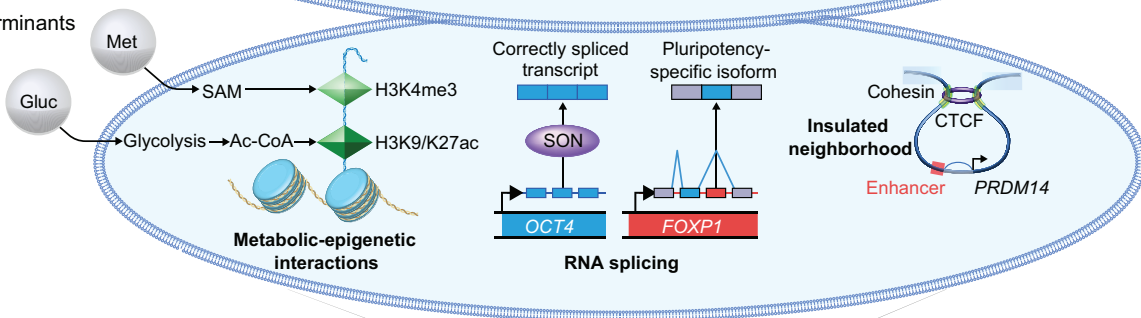 rminants
Met
Gluc
SAM
H3K4me3
Glycolysis
Ac-CoA
H3K9/K27ac
Metabolic-epigenetic
interactions
Correctly spliced
transcript
SON
OCT4
Pluripotency-
specific isoform
FOXP1
RNA splicing
Cohesin
CTCF
Insulated
neighborhood
Enhancer
PRDM14